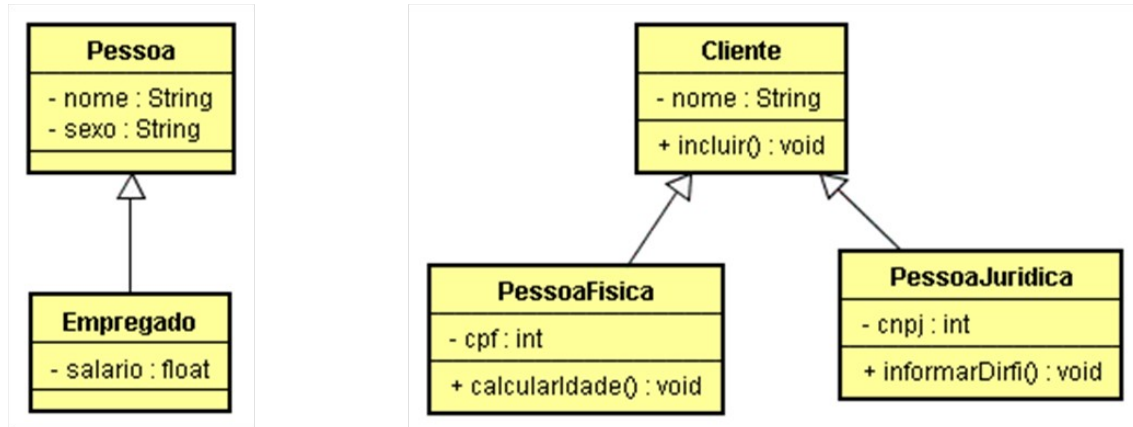 Pessoa
- nome : String
- sexo : String
Empregado
- salario : float
Cliente
- nome : String
+ incluir() : void
PessoaFisica
- cpf : int
+ calcularIdade() : void
PessoaJuridica
- cnpj : int
+ informarDirfi() : void